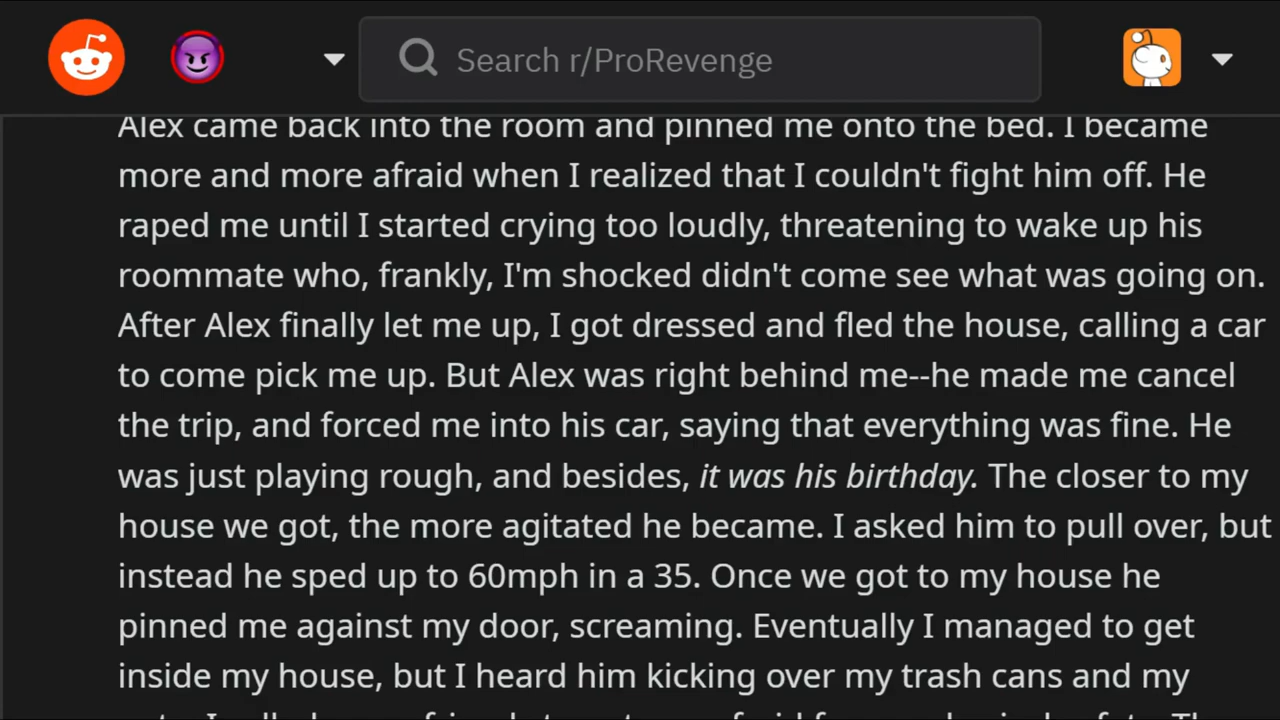 Search r/ProRevenge
Alex came back into the room and pinned me onto the bed. I became
more and more afraid when I realized that I couldn't fight him off. He
raped me until I started crying too loudly, threatening to wake up his
roommate who, frankly, I'm shocked didn't come see what was going on.
After Alex finally let me up, I got dressed and fled the house, calling a car
to come pick me up. But Alex was right behind me--he made me cancel
the trip, and forced me into his car, saying that everything was fine. He
was just playing rough, and besides, it was his birthday. The closer to my
house we got, the more agitated he became. I asked him to pull over, but
instead he sped up to 60mph in a 35. Once we got to my house he
pinned me against my door, screaming. Eventually I managed to get
inside my house, but I heard him kicking over my trash cans and my